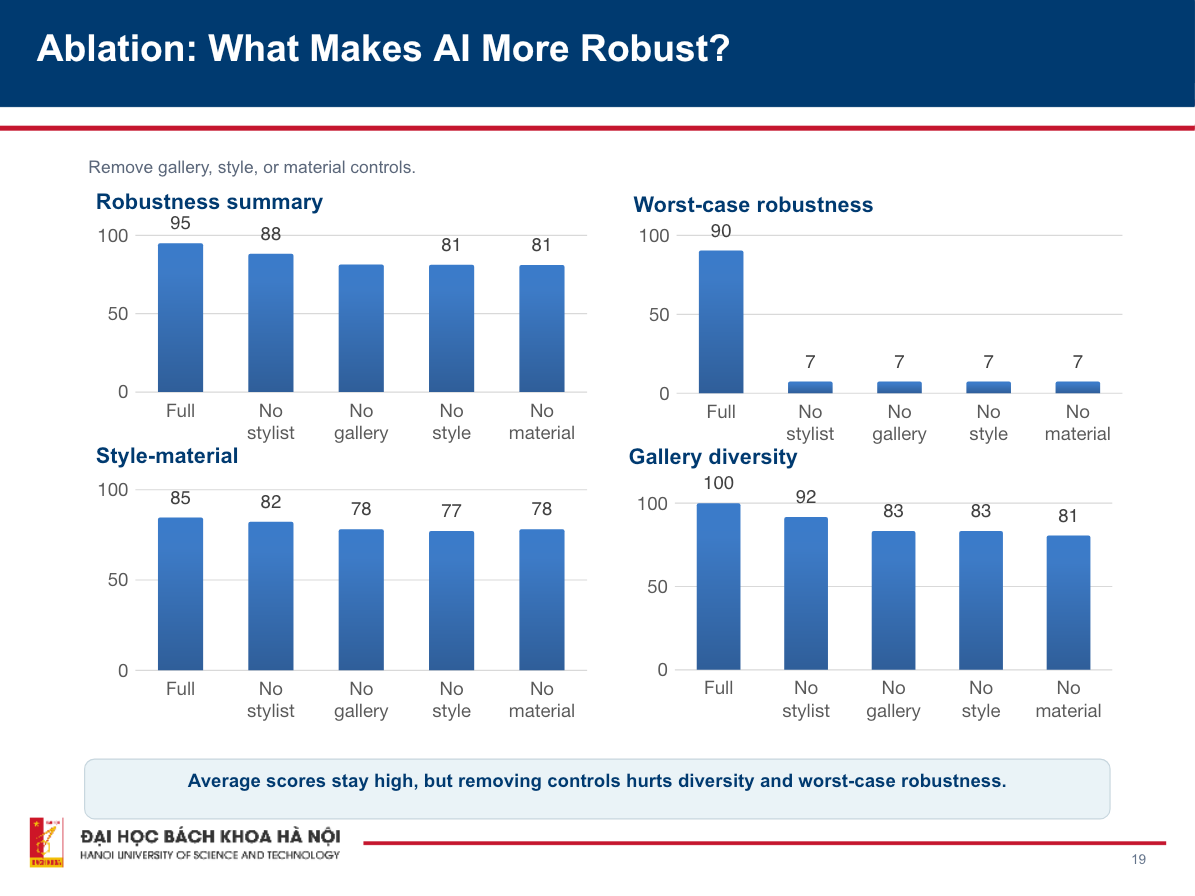 Ablation: What Makes AI More Robust?
Remove gallery, style, or material controls.
Robustness summary
95
100
88
81
81
50
0
Full
No
stylist
No
gallery
No
style
No
material
Worst-case robustness
100
90
50
7
7
7
7
0
Full
No
stylist
No
gallery
No
style
No
material
Style-material
100
85
82
78
77
78
50
0
Full
No
stylist
No
gallery
No
style
No
material
Gallery diversity
100
100
92
83
83
81
50
0
Full
No
stylist
No
gallery
No
style
No
material
Average scores stay high, but removing controls hurts diversity and worst-case robustness.
ĐẠI HỌC BÁCH KHOA HÀ NỘI
HANOI UNIVERSITY OF SCIENCE AND TECHNOLOGY
19